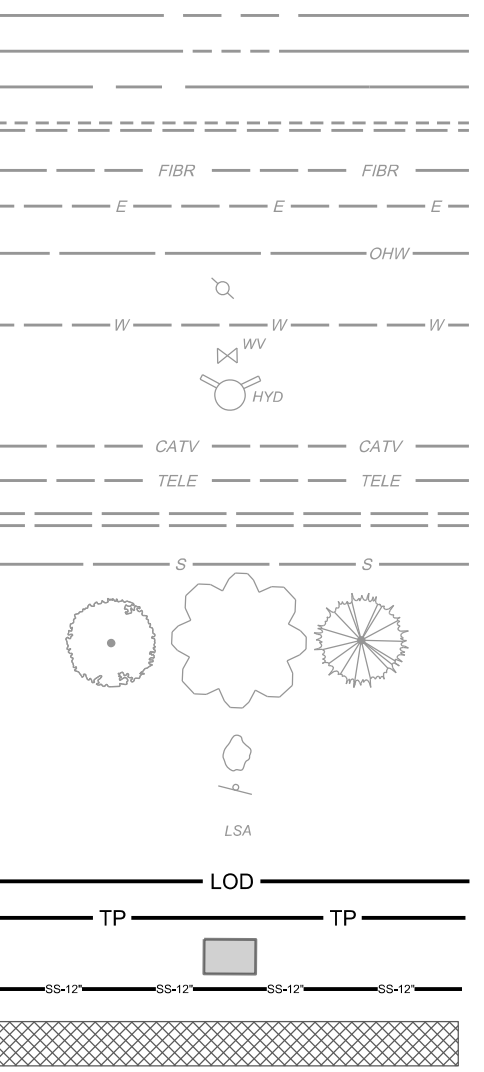 FIBR FIBR
E E E
OHW
W W W
WV
HYD
CATV CATV
TELE TELE
S S
LSA
LOD
TP TP
SS-12" SS-12" SS-12" SS-12"